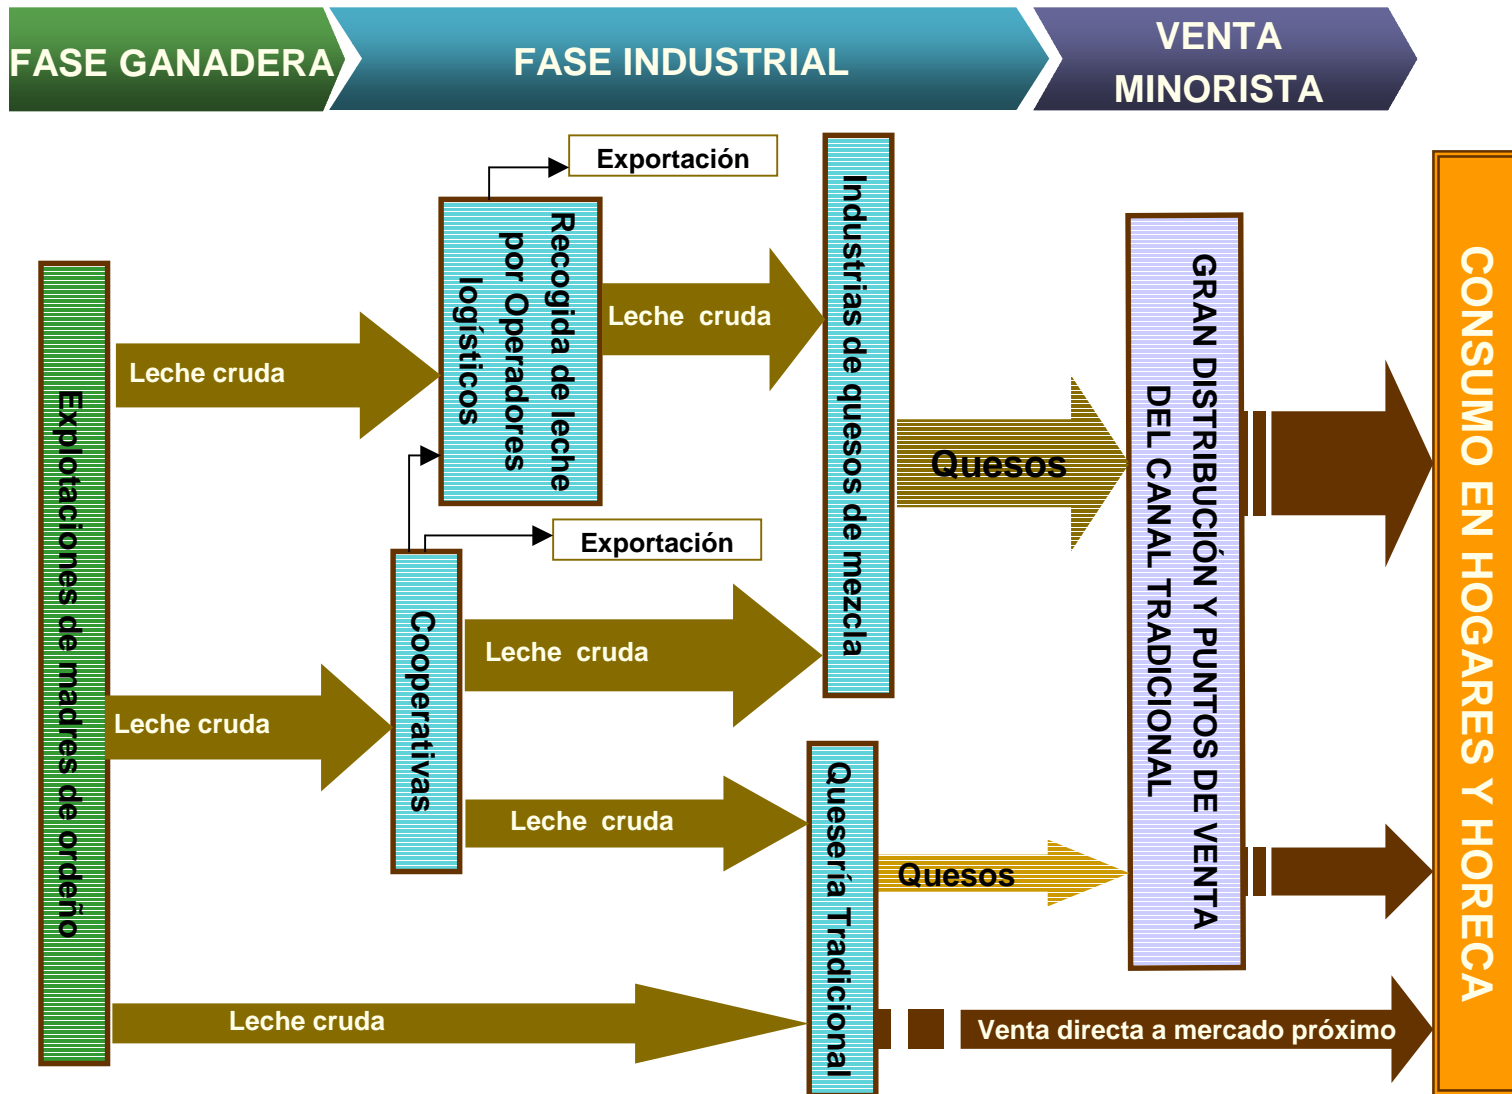 FASE GANADERA
FASE INDUSTRIAL
VENTA
MINORISTA
Exportación
Recogida de leche
por Operadores
logísticos
Industrias de quesos de mezcla
GRAN DISTRIBUCIÓN Y PUNTOS DE VENTA
DEL CANAL TRADICIONAL
CONSUMO EN HOGARES Y HORECA
Explotaciones de madres de ordeño
Leche cruda
Leche cruda
Quesos
Exportación
Cooperativas
Leche cruda
Leche cruda
Leche cruda
Quesería Tradicional
Quesos
Leche cruda
Venta directa a mercado próximo